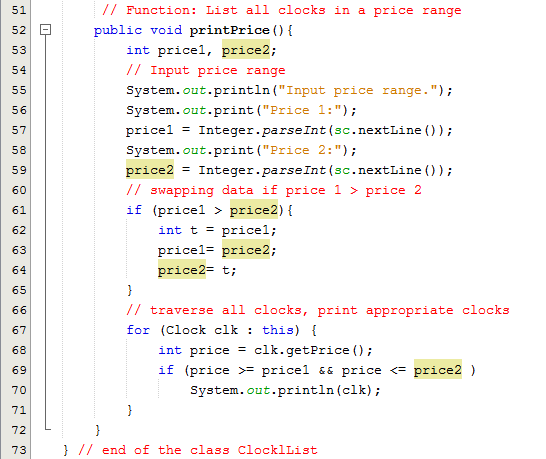 51 // Function: List all clocks in a price range
52 public void printPrice(){
53 int price1, price2;
54 // Input price range
55 System.out.println("Input price range.");
56 System.out.print("Price 1:");
57 price1 = Integer.parseInt(sc.nextLine());
58 System.out.print("Price 2:");
59 price2 = Integer.parseInt(sc.nextLine());
60 // swapping data if price 1 > price 2
61 if (price1 > price2){
62 int t = price1;
63 price1= price2;
64 price2= t;
65 }
66 // traverse all clocks, print appropriate clocks
67 for (Clock clk : this) {
68 int price = clk.getPrice();
69 if (price >= price1 && price <= price2 )
70 System.out.println(clk);
71 }
72 }
73 } // end of the class ClocklList